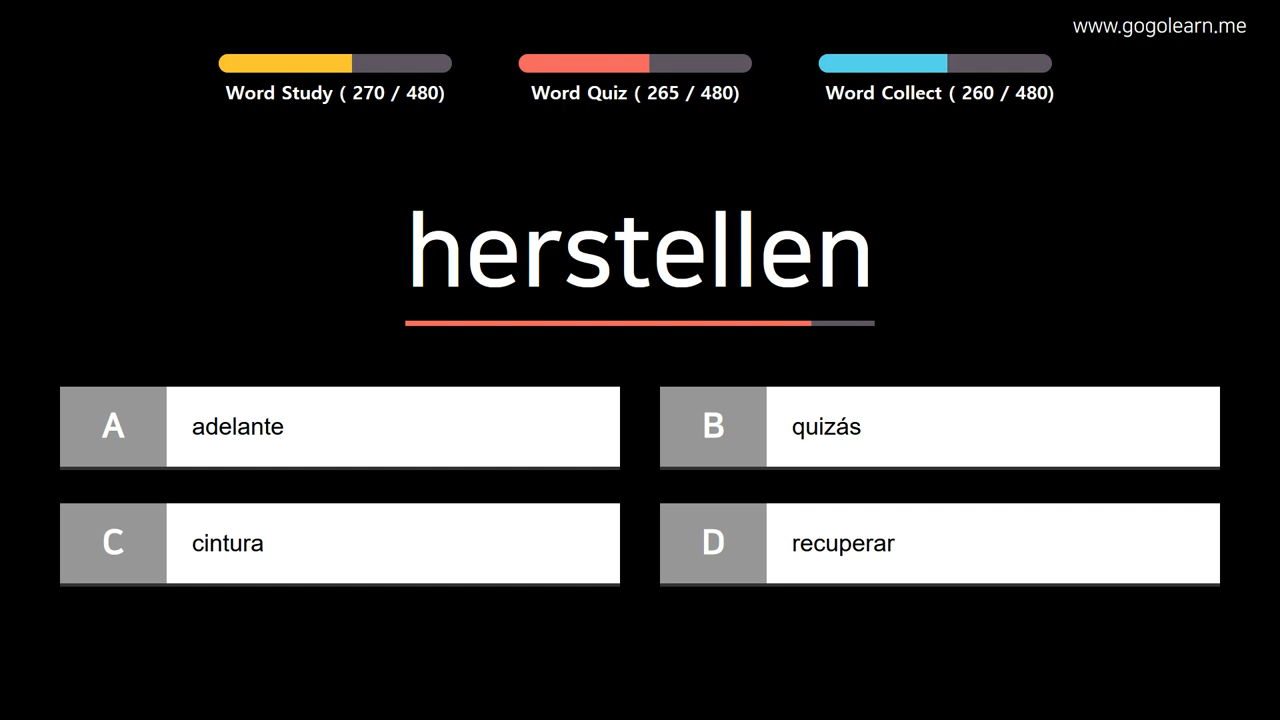 www.gogolearn.me
Word Study ( 270 / 480)
Word Quiz ( 265 / 480)
Word Collect ( 260 / 480)
herstellen
A adelante
B quizás
C cintura
D recuperar